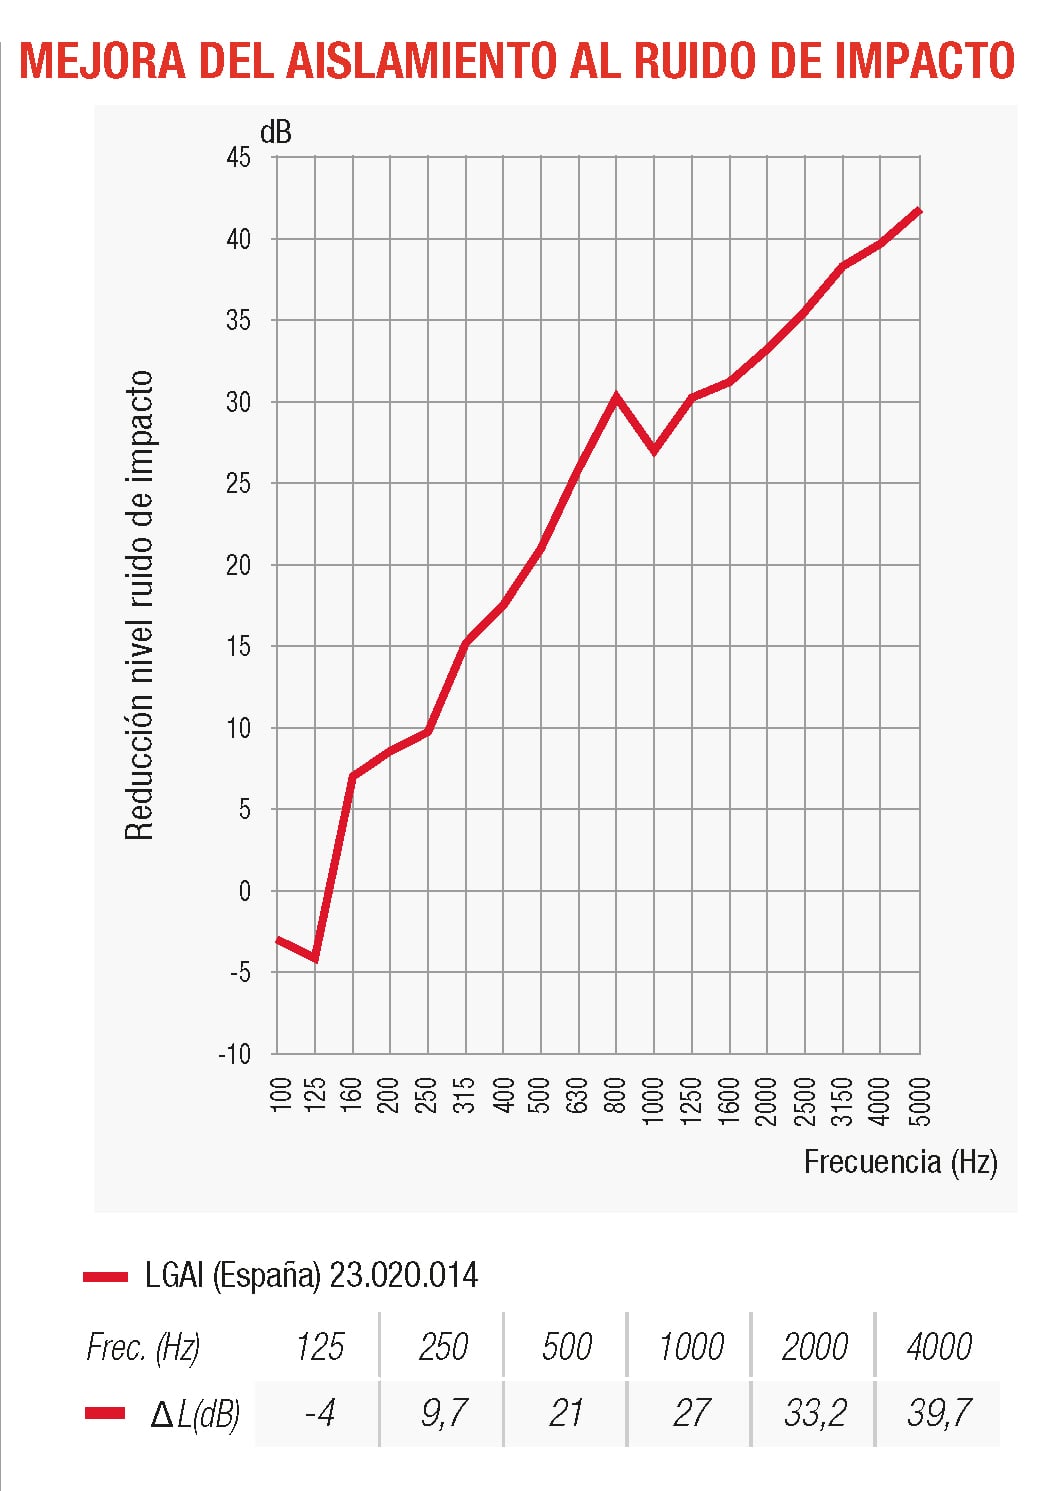 MEJORA DEL AISLAMIENTO AL RUIDO DE IMPACTO
dB
45
40
35
30
25
20
15
10
5
0
-5
-10
Reducción nivel ruido de impacto
100 125 160 200 250 315 400 500 630 800 1000 1250 1600 2000 2500 3150 4000 5000
Frecuencia (Hz)
LGAI (España) 23.020.014
Frec. (Hz) 125 250 500 1000 2000 4000
Δ L(dB) -4 9,7 21 27 33,2 39,7